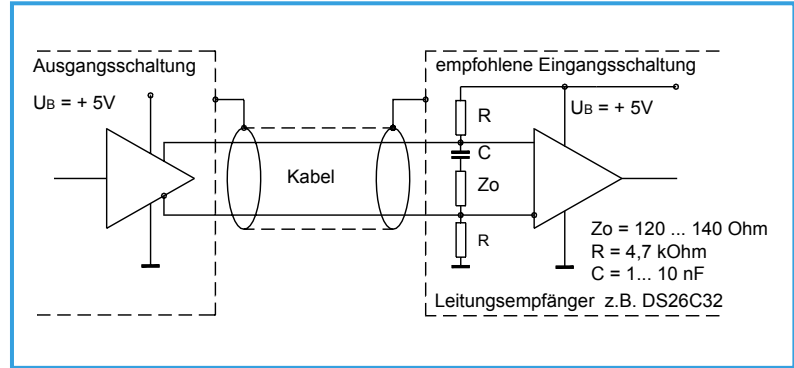 Ausgangsschaltung
UB = + 5V
Kabel
empfohlene Eingangsschaltung
UB = + 5V
R
C
Zo
R
Zo = 120 ... 140 Ohm
R = 4,7 kOhm
C = 1... 10 nF
Leitungsempfänger z.B. DS26C32